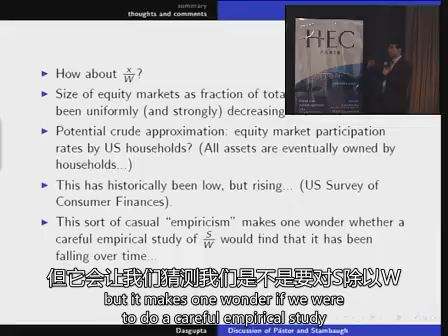 summary
thoughts and comments
How about x/W?
Size of equity markets as fraction of total
been uniformly (and strongly) decreasing
Potential crude approximation: equity market participation
rates by US households? (All assets are eventually owned by
households...)
This has historically been low, but rising... (US Survey of
Consumer Finances).
This sort of casual "empiricism" makes one wonder whether a
careful empirical study of S/W would find that it has been
falling over time...
但它会让我们猜测我们是不是要对S除以W
but it makes one wonder if we were
to do a careful empirical study
Dasgupta
Discussion of Pástor and Stambaugh
HEC
PARIS